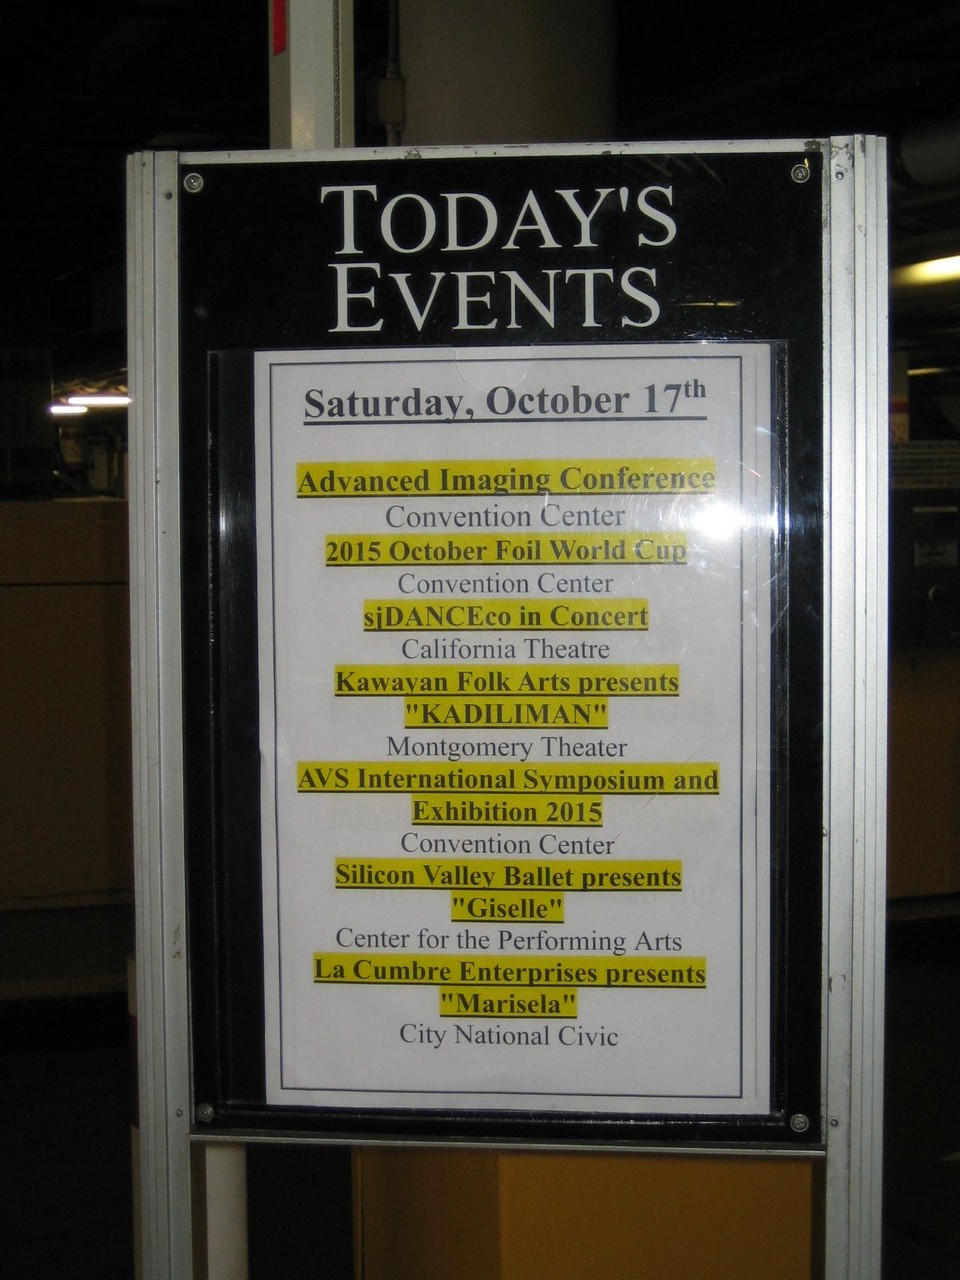 TODAY'S
EVENTS
Saturday, October 17th
Advanced Imaging Conference
Convention Center
2015 October Foil World Cup
Convention Center
sjDANCEco in Concert
California Theatre
Kawayan Folk Arts presents
"KADILIMAN"
Montgomery Theater
AVS International Symposium and
Exhibition 2015
Convention Center
Silicon Valley Ballet presents
"Giselle"
Center for the Performing Arts
La Cumbre Enterprises presents
"Marisela"
City National Civic